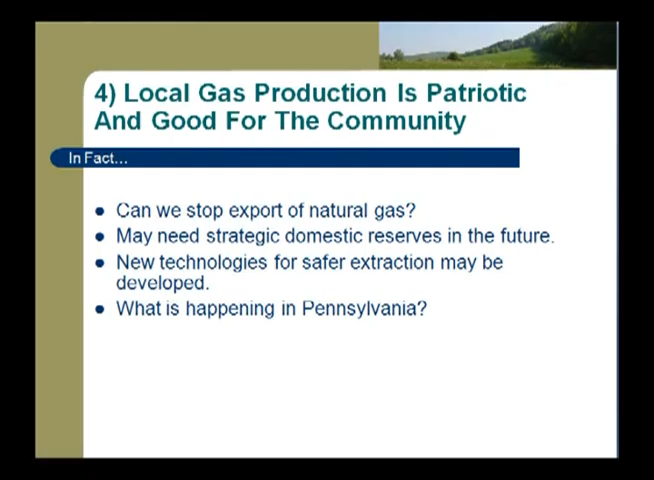 4) Local Gas Production Is Patriotic
And Good For The Community
In Fact...
● Can we stop export of natural gas?
● May need strategic domestic reserves in the future.
● New technologies for safer extraction may be
developed.
● What is happening in Pennsylvania?